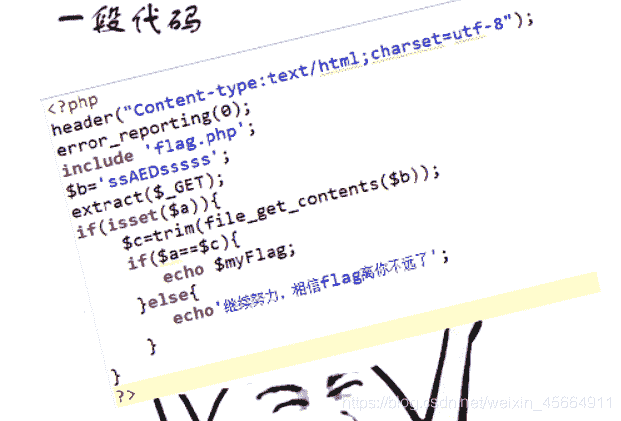 一段代码
<?php
header("Content-type:text/html;charset=utf-8");
error_reporting(0);
include 'flag.php';
$b='ssAEDsssss';
extract($_GET);
if(isset($a)){
$c=trim(file_get_contents($b));
if($a==$c){
echo $myFlag;
}else{
echo'继续努力，相信flag离你不远了';
}
}
?>
https://blog.csdn.net/weixin_45664911